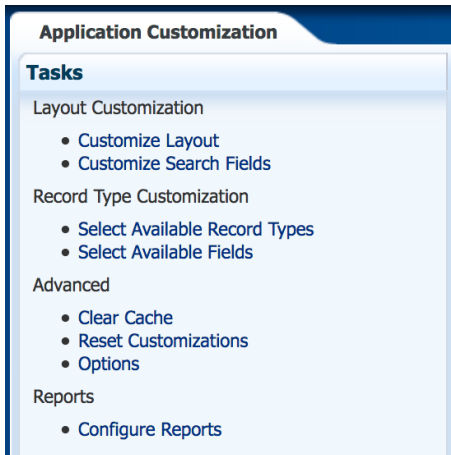 Application Customization
Tasks
Layout Customization
• Customize Layout
• Customize Search Fields
Record Type Customization
• Select Available Record Types
• Select Available Fields
Advanced
• Clear Cache
• Reset Customizations
• Options
Reports
• Configure Reports